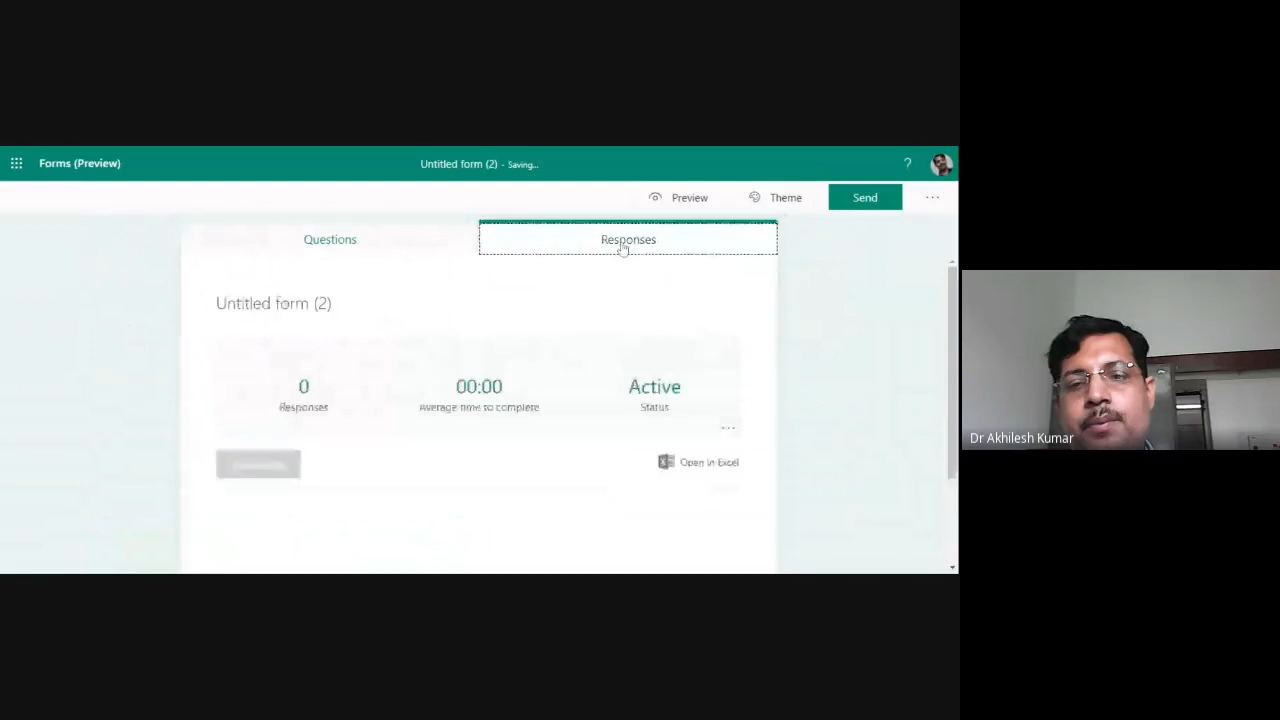 Forms (Preview)
Untitled form (2) - Saving...
?
Preview
Theme
Send
...
Questions
Responses
Untitled form (2)
0
00:00
Active
Responses
Average time to complete
Status
...
Open in Excel
Dr Akhilesh Kumar